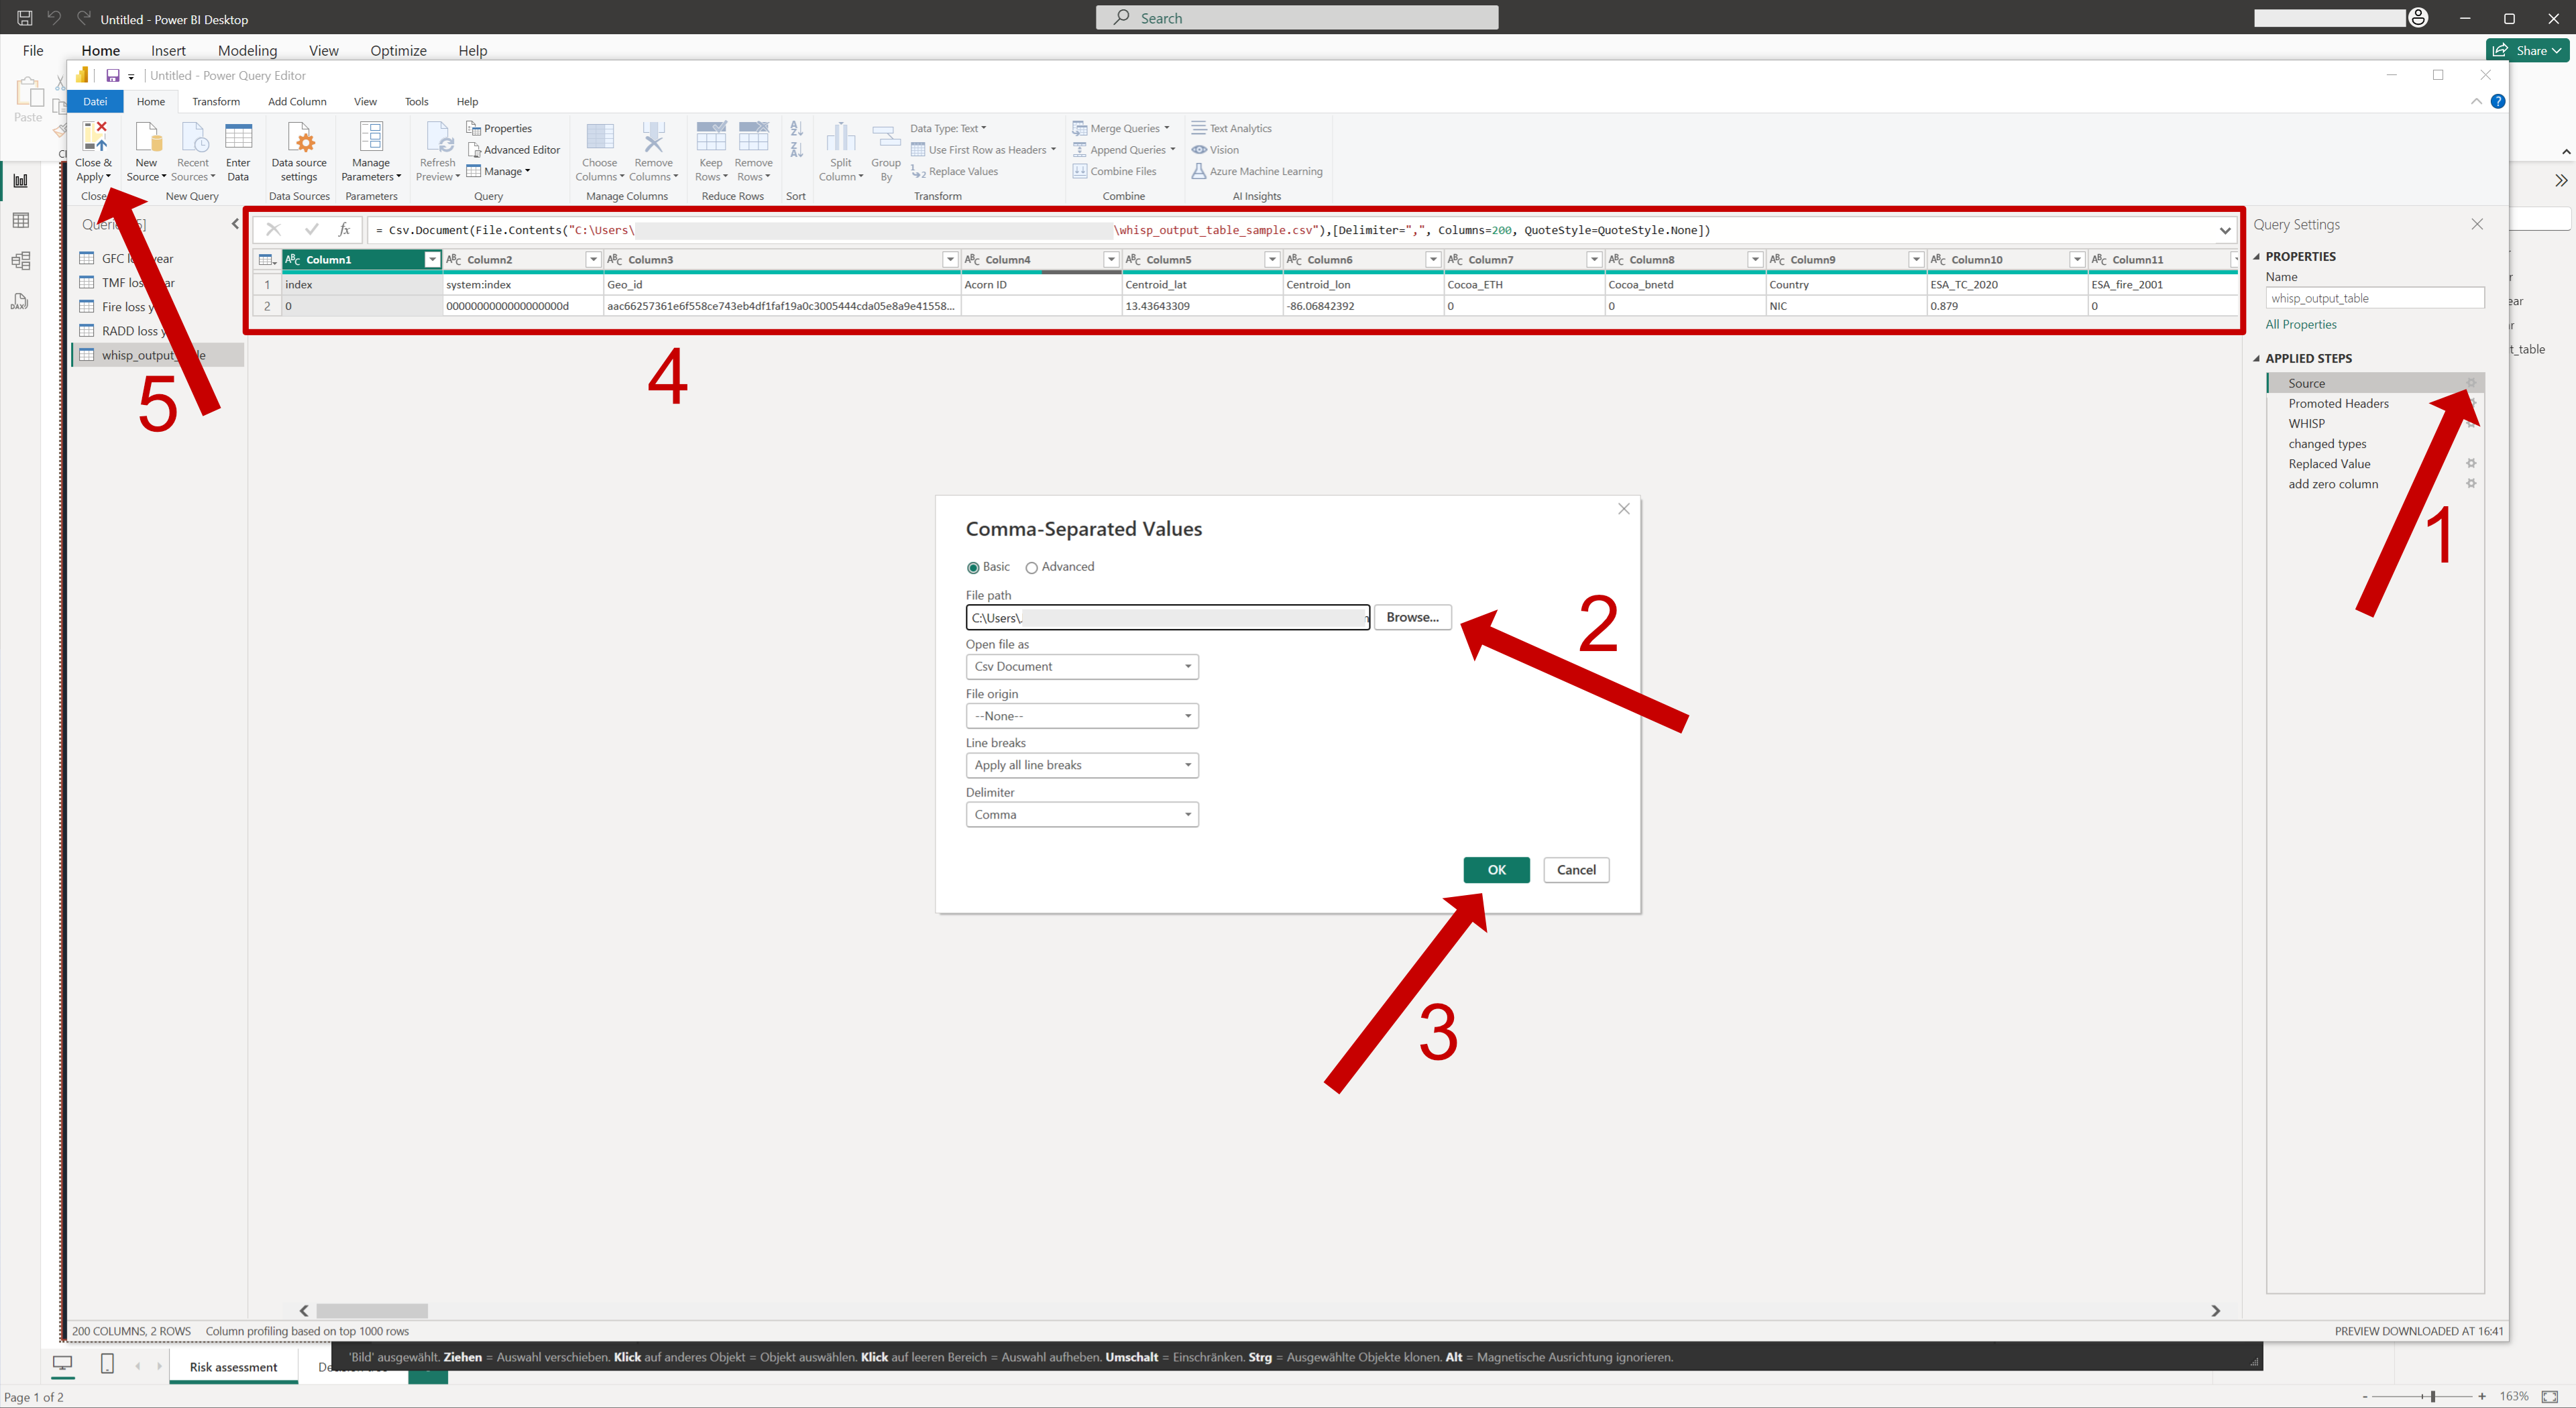 Untitled - Power BI Desktop
Search
File Home Insert Modeling View Optimize Help
Share
Paste
Untitled - Power Query Editor
Datei Home Transform Add Column View Tools Help
Close & Apply
New Source
Recent Sources
Enter Data
Data source settings
Manage Parameters
Refresh Preview
Properties
Advanced Editor
Manage
Choose Columns
Remove Columns
Keep Rows
Remove Rows
Split Column
Group By
Data Type: Text
Use First Row as Headers
Replace Values
Merge Queries
Append Queries
Combine Files
Text Analytics
Vision
Azure Machine Learning
Close New Query Data Sources Parameters Query Manage Columns Reduce Rows Sort Transform Combine AI Insights
GFC
TMF
Fire loss
RADD loss
whisp_output
5
fx = Csv.Document(File.Contents("C:\Users\ \whisp_output_table_sample.csv"),[Delimiter=",", Columns=200, QuoteStyle=QuoteStyle.None])
Column1 Column2 Column3 Column4 Column5 Column6 Column7 Column8 Column9 Column10 Column11
1 index system:index Geo_id Acorn ID Centroid_lat Centroid_lon Cocoa_ETH Cocoa_bnetd Country ESA_TC_2020 ESA_fire_2001
2 0 0000000000000000000d aac66257361e6f558ce743eb4df1faf19a0c3005444cda05e8a9e41558... 13.43643309 -86.06842392 0 0 NIC 0.879 0
4
Query Settings
PROPERTIES
Name
whisp_output_table
All Properties
APPLIED STEPS
Source
Promoted Headers
WHISP
changed types
Replaced Value
add zero column
1
t_table
Comma-Separated Values
Basic Advanced
File path
C:\Users\
Browse...
2
Open file as
Csv Document
File origin
--None--
Line breaks
Apply all line breaks
Delimiter
Comma
OK Cancel
3
200 COLUMNS, 2 ROWS Column profiling based on top 1000 rows
PREVIEW DOWNLOADED AT 16:41
'Bild' ausgewählt. Ziehen = Auswahl verschieben. Klick auf anderes Objekt = Objekt auswählen. Klick auf leeren Bereich = Auswahl aufheben. Umschalt = Einschränken. Strg = Ausgewählte Objekte klonen. Alt = Magnetische Ausrichtung ignorieren.
Risk assessment
Page 1 of 2
163%